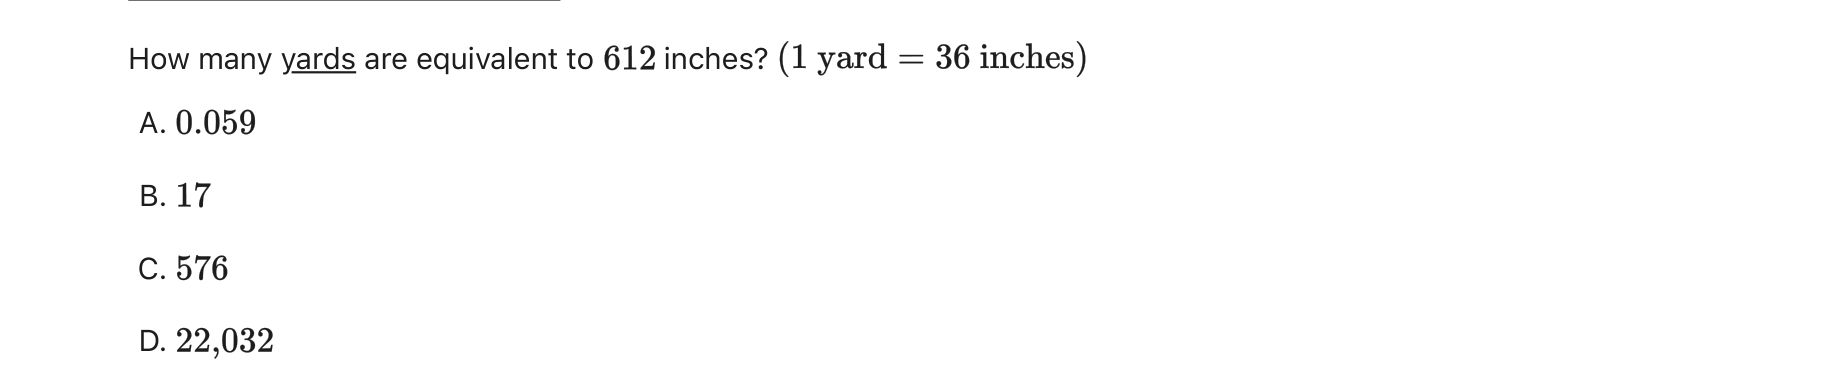 How many yards are equivalent to 612 inches? (1 yard = 36 inches)
A. 0.059
B. 17
C. 576
D. 22,032